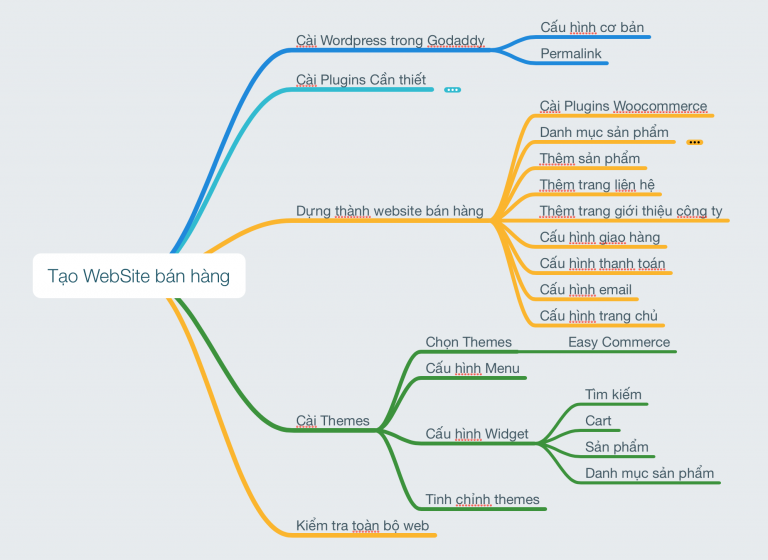 Tạo WebSite bán hàng
Cài Wordpress trong Godaddy
Cấu hình cơ bản
Permalink
Cài Plugins Cần thiết
Dựng thành website bán hàng
Cài Plugins Woocommerce
Danh mục sản phẩm
Thêm sản phẩm
Thêm trang liên hệ
Thêm trang giới thiệu công ty
Cấu hình giao hàng
Cấu hình thanh toán
Cấu hình email
Cấu hình trang chủ
Cài Themes
Chọn Themes
Easy Commerce
Cấu hình Menu
Cấu hình Widget
Tìm kiếm
Cart
Sản phẩm
Danh mục sản phẩm
Tinh chỉnh themes
Kiểm tra toàn bộ web